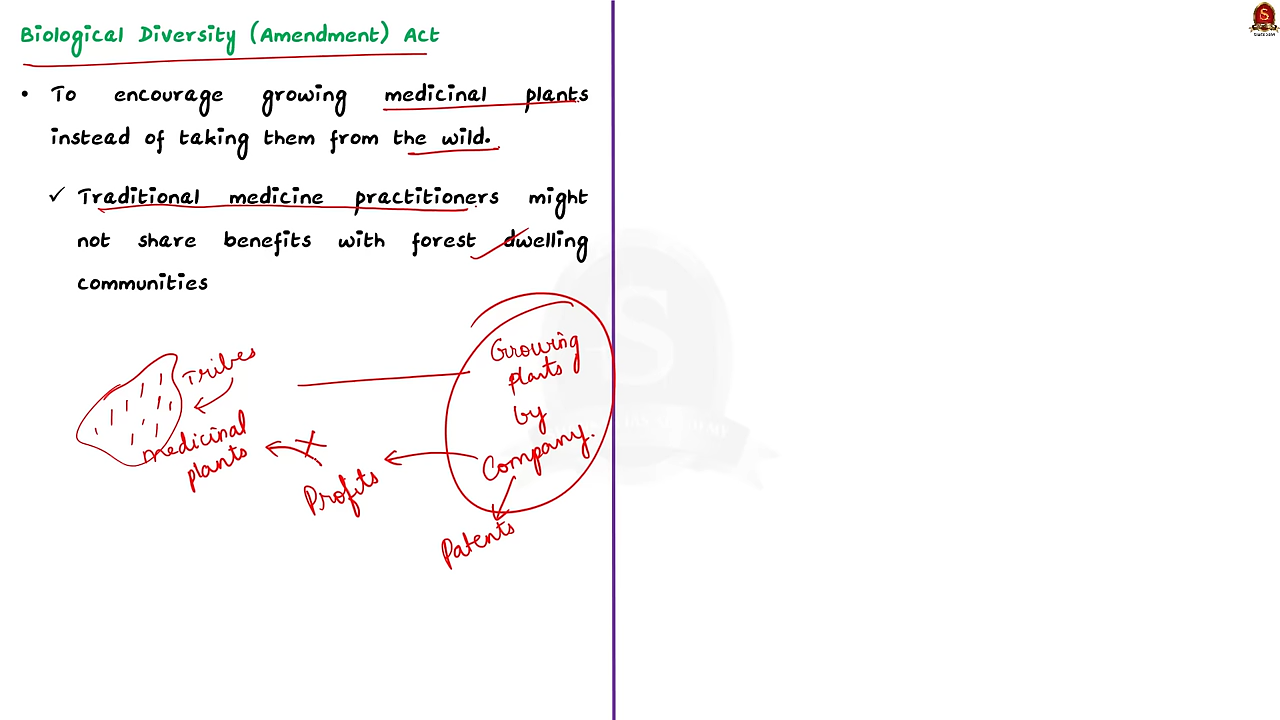 Biological Diversity (Amendment) Act
• To encourage growing medicinal plants
instead of taking them from the wild.
✓ Traditional medicine practitioners might
not share benefits with forest dwelling
communities
Tribes
medicinal
plants
Profits
Growing
plants
by
Company.
Patents